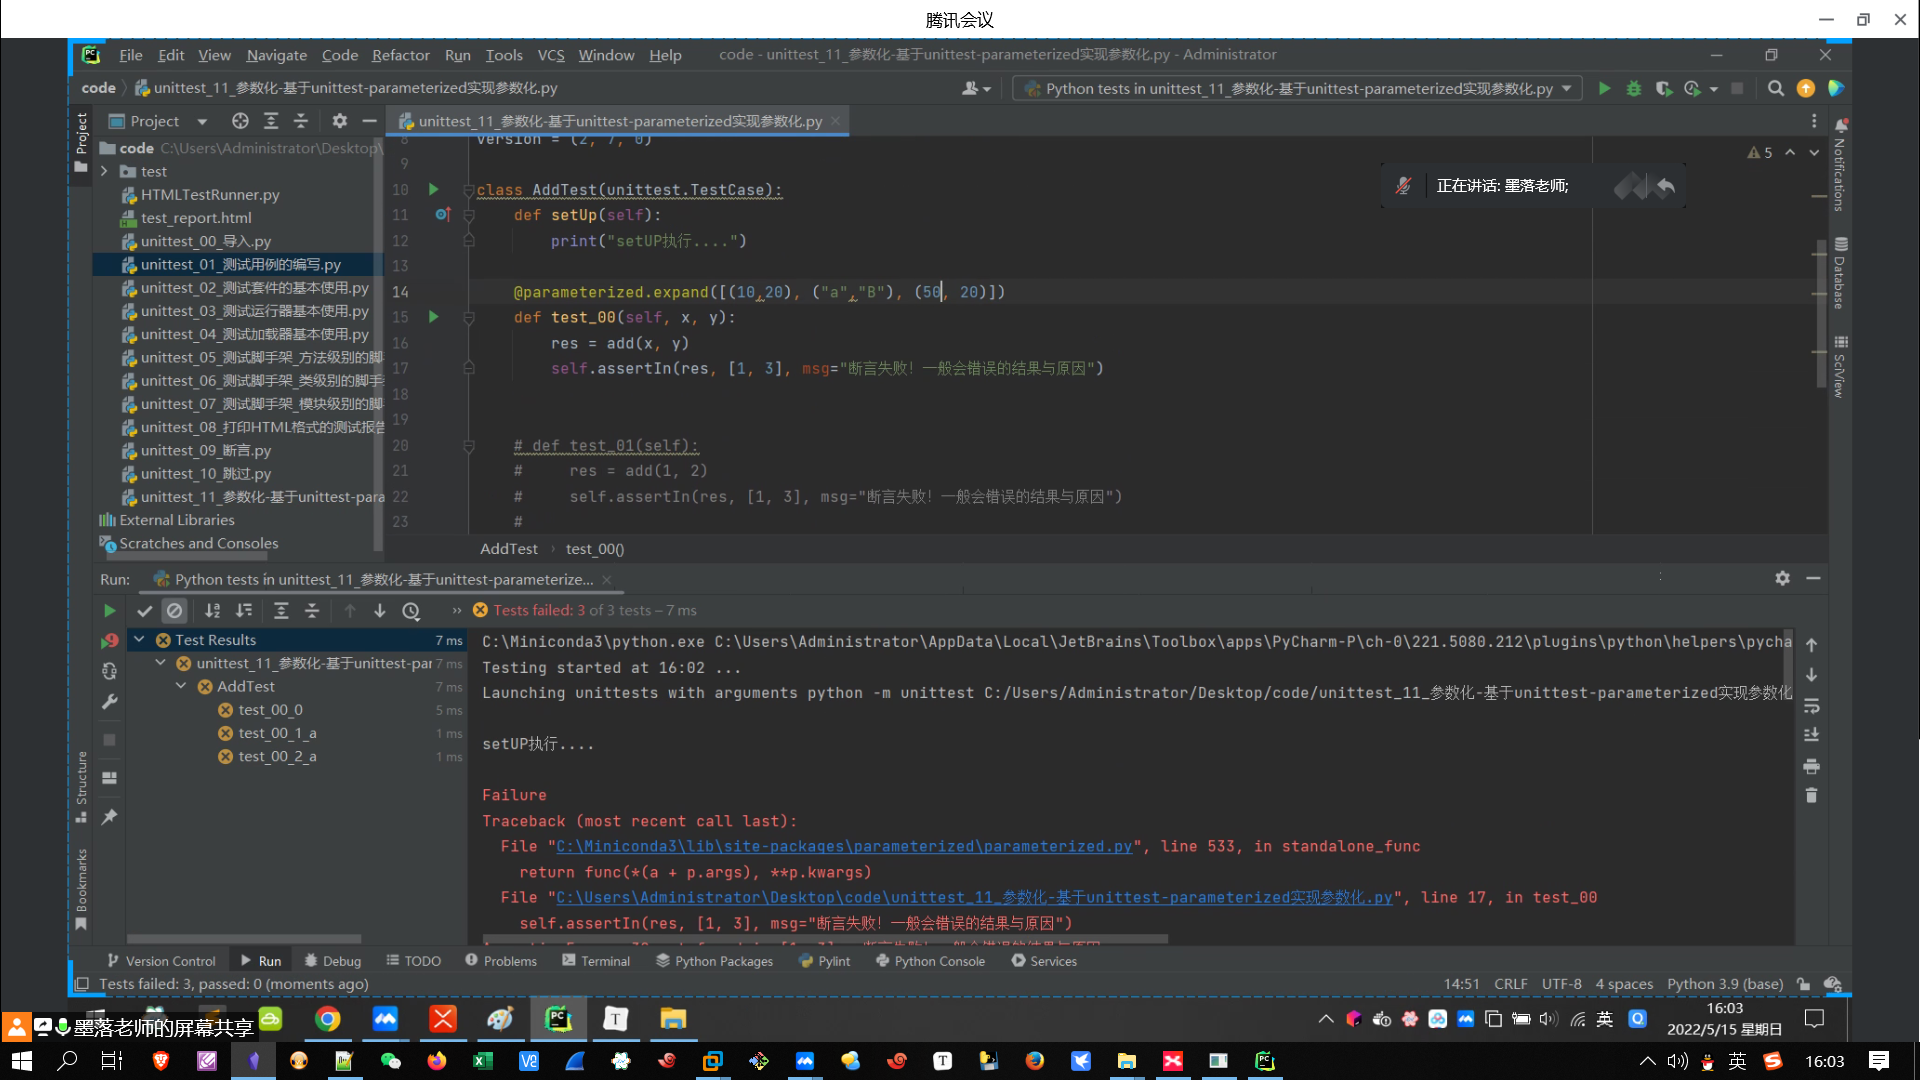 腾讯会议
File Edit View Navigate Code Refactor Run Tools VCS Window Help code - unittest_11_参数化-基于unittest-parameterized实现参数化.py - Administrator
code unittest_11_参数化-基于unittest-parameterized实现参数化.py
Python tests in unittest_11_参数化-基于unittest-parameterized实现参数化.py
Project
Project
unittest_11_参数化-基于unittest-parameterized实现参数化.py
code C:\Users\Administrator\Desktop\
test
HTMLTestRunner.py
test_report.html
unittest_00_导入.py
unittest_01_测试用例的编写.py
unittest_02_测试套件的基本使用.py
unittest_03_测试运行器基本使用.py
unittest_04_测试加载器基本使用.py
unittest_05_测试脚手架_方法级别的脚
unittest_06_测试脚手架_类级别的脚手
unittest_07_测试脚手架_模块级别的脚
unittest_08_打印HTML格式的测试报告
unittest_09_断言.py
unittest_10_跳过.py
unittest_11_参数化-基于unittest-para
External Libraries
Scratches and Consoles
8 version = (2, 7, 0)
9
10 class AddTest(unittest.TestCase):
11 def setUp(self):
12 print("setUP执行....")
13
14 @parameterized.expand([(10,20), ("a","B"), (50, 20)])
15 def test_00(self, x, y):
16 res = add(x, y)
17 self.assertIn(res, [1, 3], msg="断言失败！一般会错误的结果与原因")
18
19
20 # def test_01(self):
21 # res = add(1, 2)
22 # self.assertIn(res, [1, 3], msg="断言失败！一般会错误的结果与原因")
23 #
5
正在讲话: 墨落老师;
Notifications
Database
SciView
AddTest test_00()
Run: Python tests in unittest_11_参数化-基于unittest-parameterize...
Tests failed: 3 of 3 tests – 7 ms
Test Results 7 ms
unittest_11_参数化-基于unittest-par 7 ms
AddTest 7 ms
test_00_0 5 ms
test_00_1_a 1 ms
test_00_2_a 1 ms
C:\Miniconda3\python.exe C:\Users\Administrator\AppData\Local\JetBrains\Toolbox\apps\PyCharm-P\ch-0\221.5080.212\plugins\python\helpers\pycha
Testing started at 16:02 ...
Launching unittests with arguments python -m unittest C:/Users/Administrator/Desktop/code/unittest_11_参数化-基于unittest-parameterized实现参数化
setUP执行....
Failure
Traceback (most recent call last):
File "C:\Miniconda3\lib\site-packages\parameterized\parameterized.py", line 533, in standalone_func
return func(*(a + p.args), **p.kwargs)
File "C:\Users\Administrator\Desktop\code\unittest_11_参数化-基于unittest-parameterized实现参数化.py", line 17, in test_00
self.assertIn(res, [1, 3], msg="断言失败！一般会错误的结果与原因")
Structure
Bookmarks
Version Control Run Debug TODO Problems Terminal Python Packages Pylint Python Console Services
Tests failed: 3, passed: 0 (moments ago)
14:51 CRLF UTF-8 4 spaces Python 3.9 (base)
墨落老师的屏幕共享
英
16:03
2022/5/15 星期日
英
16:03